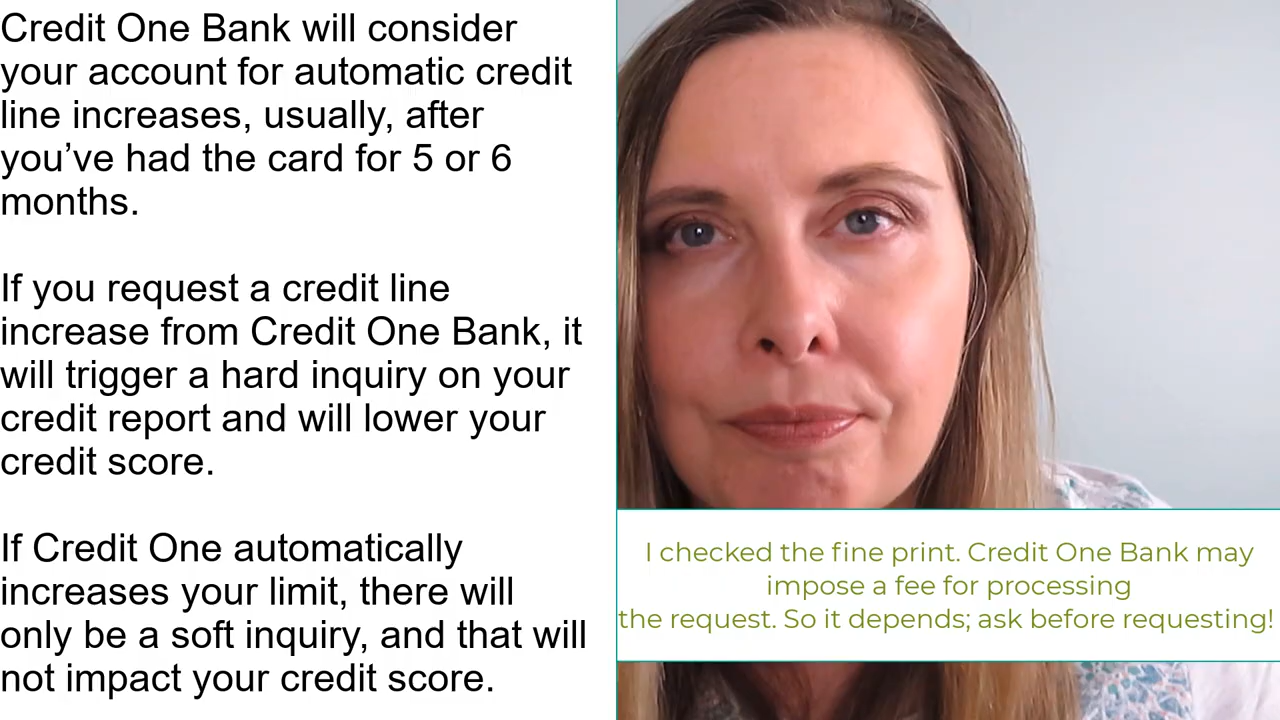 Credit One Bank will consider
your account for automatic credit
line increases, usually, after
you’ve had the card for 5 or 6
months.
If you request a credit line
increase from Credit One Bank, it
will trigger a hard inquiry on your
credit report and will lower your
credit score.
If Credit One automatically
increases your limit, there will
only be a soft inquiry, and that will
not impact your credit score.
I checked the fine print. Credit One Bank may
impose a fee for processing
the request. So it depends; ask before requesting!